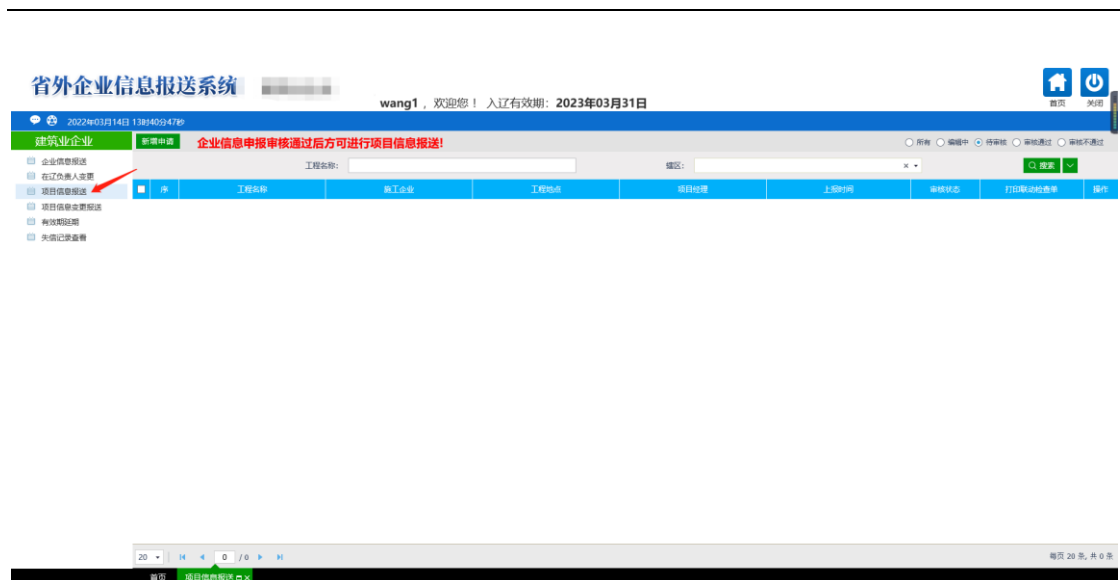 省外企业信息报送系统
wang1 ，欢迎您！ 入辽有效期：2023年03月31日
首页 关闭
2022年03月14日 13时40分47秒
建筑业企业
新增申请 企业信息申报审核通过后方可进行项目信息报送!
所有 编辑中 待审核 审核通过 审核不通过
企业信息报送
在辽负责人变更
项目信息报送
项目信息变更报送
有效期延期
失信记录查看
工程名称: 辖区: 搜索
序 工程名称 施工企业 工程地点 项目经理 上报时间 审核状态 打印联动检查单 操作
20 0 / 0 每页 20 条, 共 0 条
首页 项目信息报送